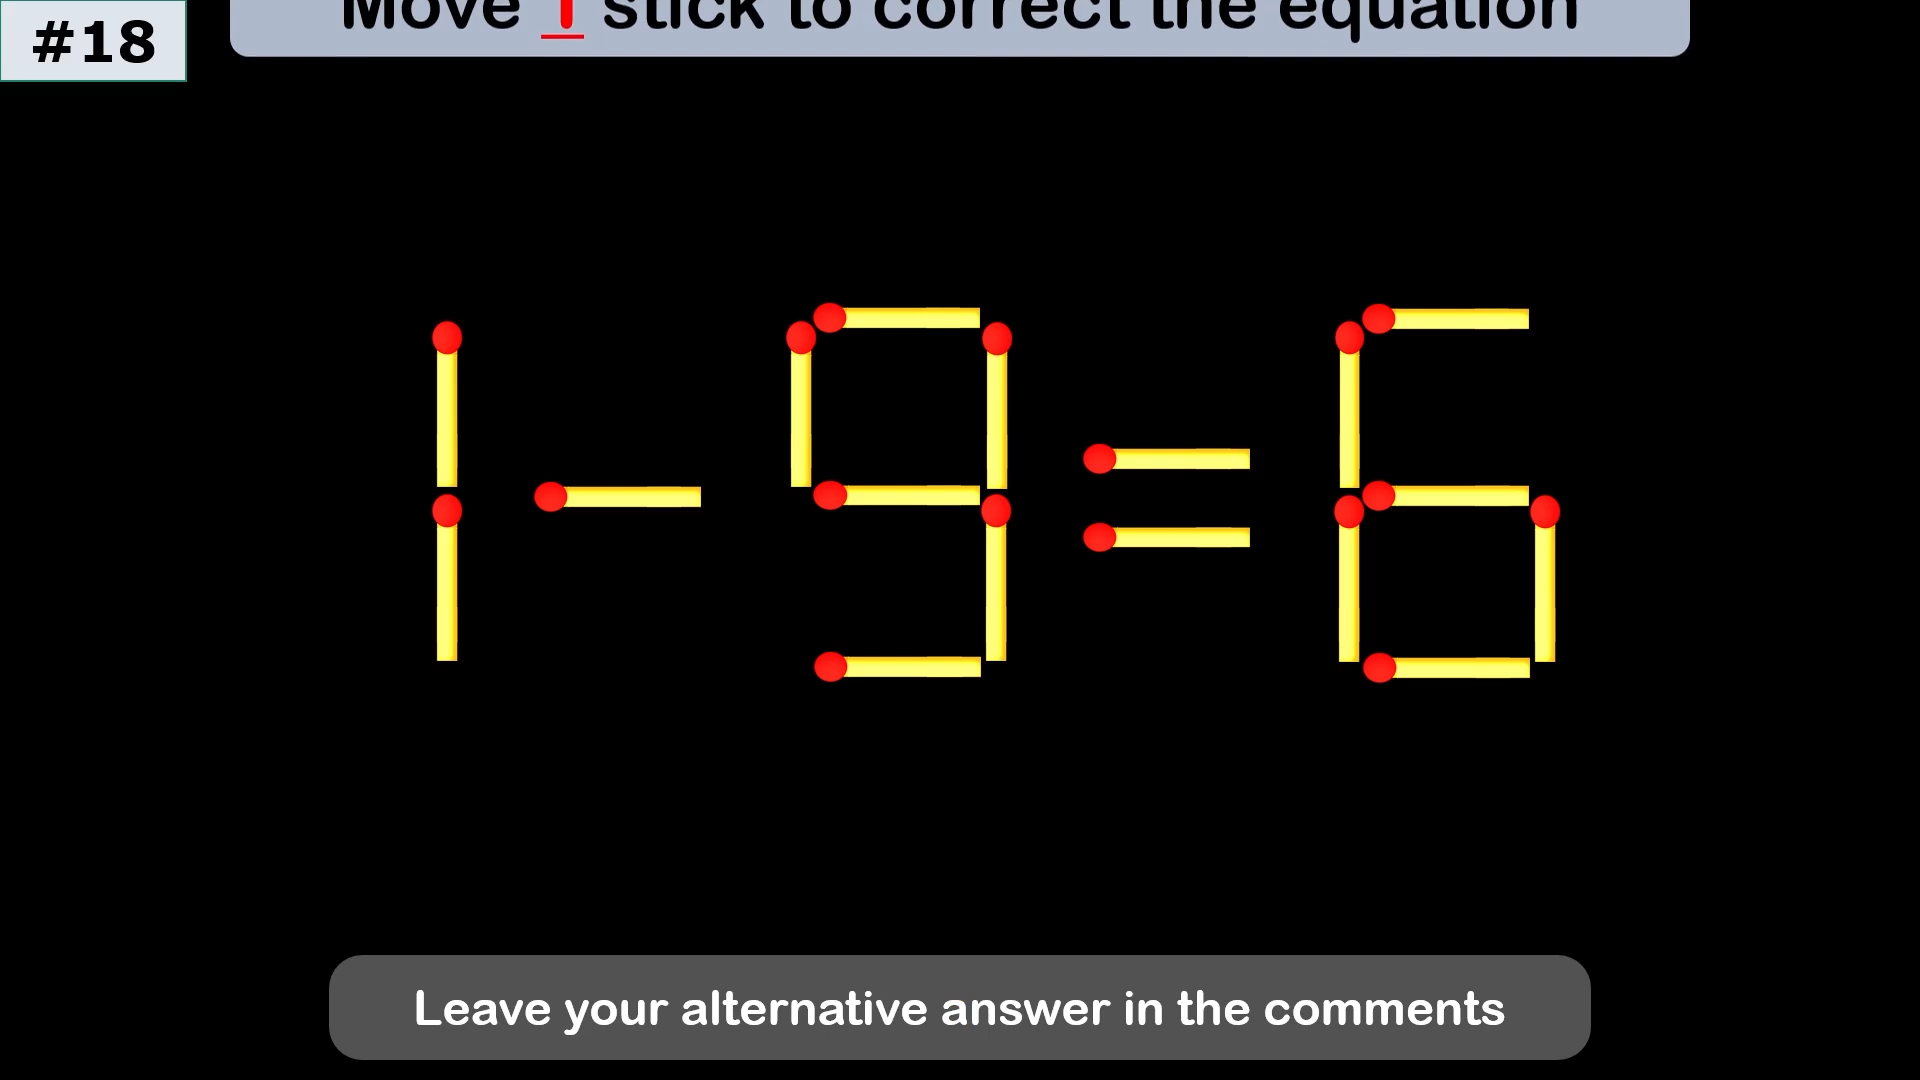 #18
Move 1 stick to correct the equation
1-9=6
Leave your alternative answer in the comments